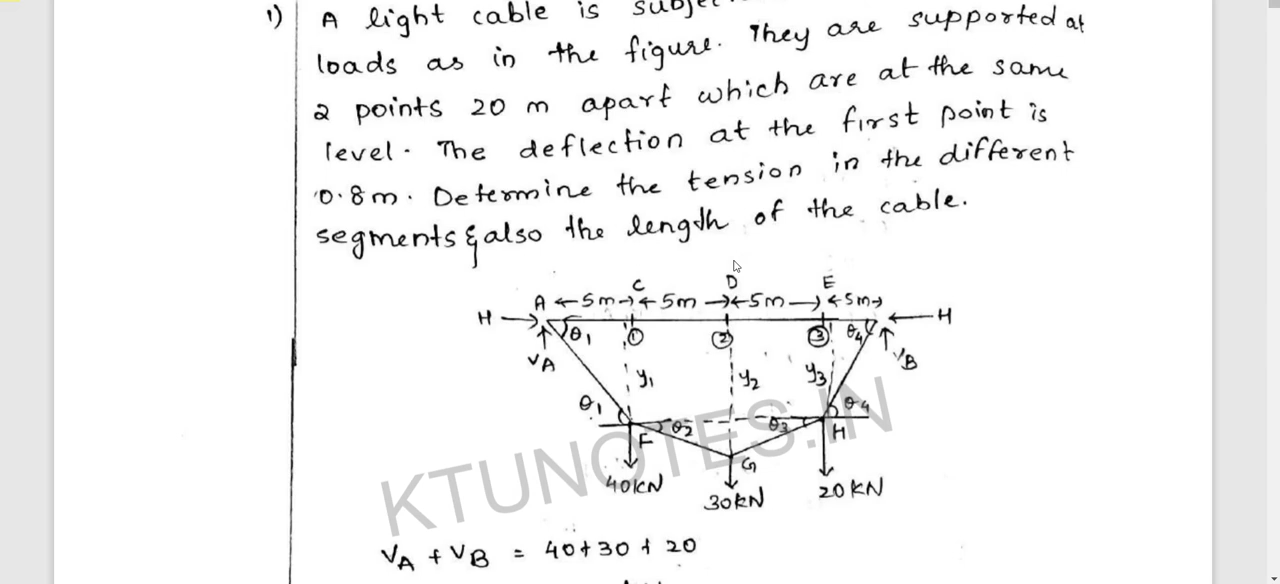 1) A light cable is
loads as in the figure. They are supported at
2 points 20 m apart which are at the same
level. The deflection at the first point is
0.8m. Determine the tension in the different
segments & also the length of the cable.
C D E
A ←5m→ ←5m→ ←5m→ ←5m→
H → ← H
θ1 ① ② ③ θ4
VA VB
y1 y2 y3
θ1 θ4
F θ2 θ3 H
G
40KN 30KN 20KN
KTUNOTES.IN
VA + VB = 40+30+20